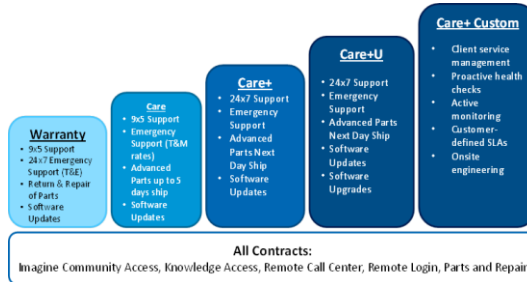 Warranty
• 9x5 Support
• 24x7 Emergency
Support (T&E)
• Return & Repair
of Parts
• Software
Updates
Care
• 9x5 Support
• Emergency
Support (T&M
rates)
• Advanced
Parts up to 5
days ship
• Software
Updates
Care+
• 24x7 Support
• Emergency
Support
• Advanced
Parts Next
Day Ship
• Software
Updates
Care+U
• 24x7 Support
• Emergency
Support
• Advanced Parts
Next Day Ship
• Software
Updates
• Software
Upgrades
Care+ Custom
• Client service
management
• Proactive health
checks
• Active
monitoring
• Customer-
defined SLAs
• Onsite
engineering
All Contracts:
Imagine Community Access, Knowledge Access, Remote Call Center, Remote Login, Parts and Repair